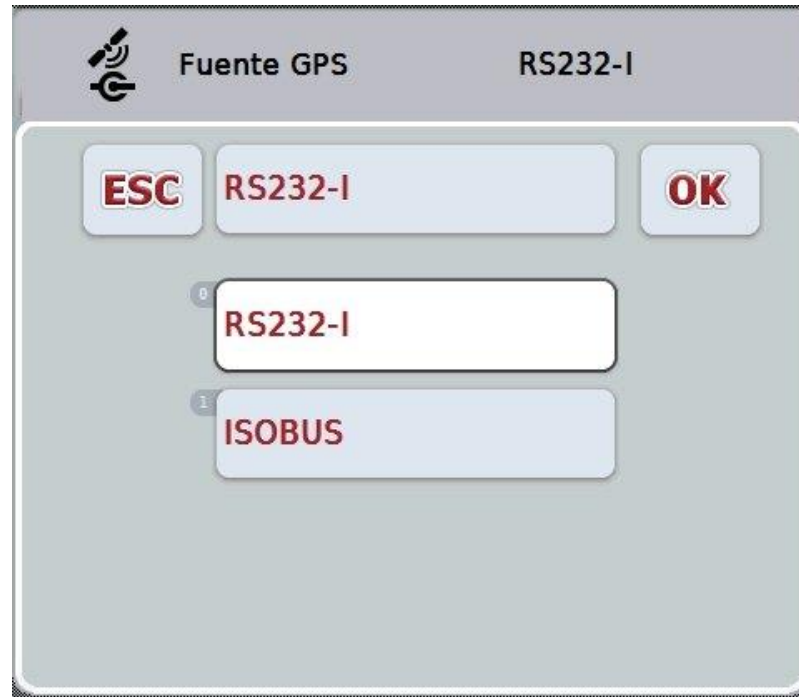 Fuente GPS RS232-I
ESC RS232-I OK
0
RS232-I
1
ISOBUS